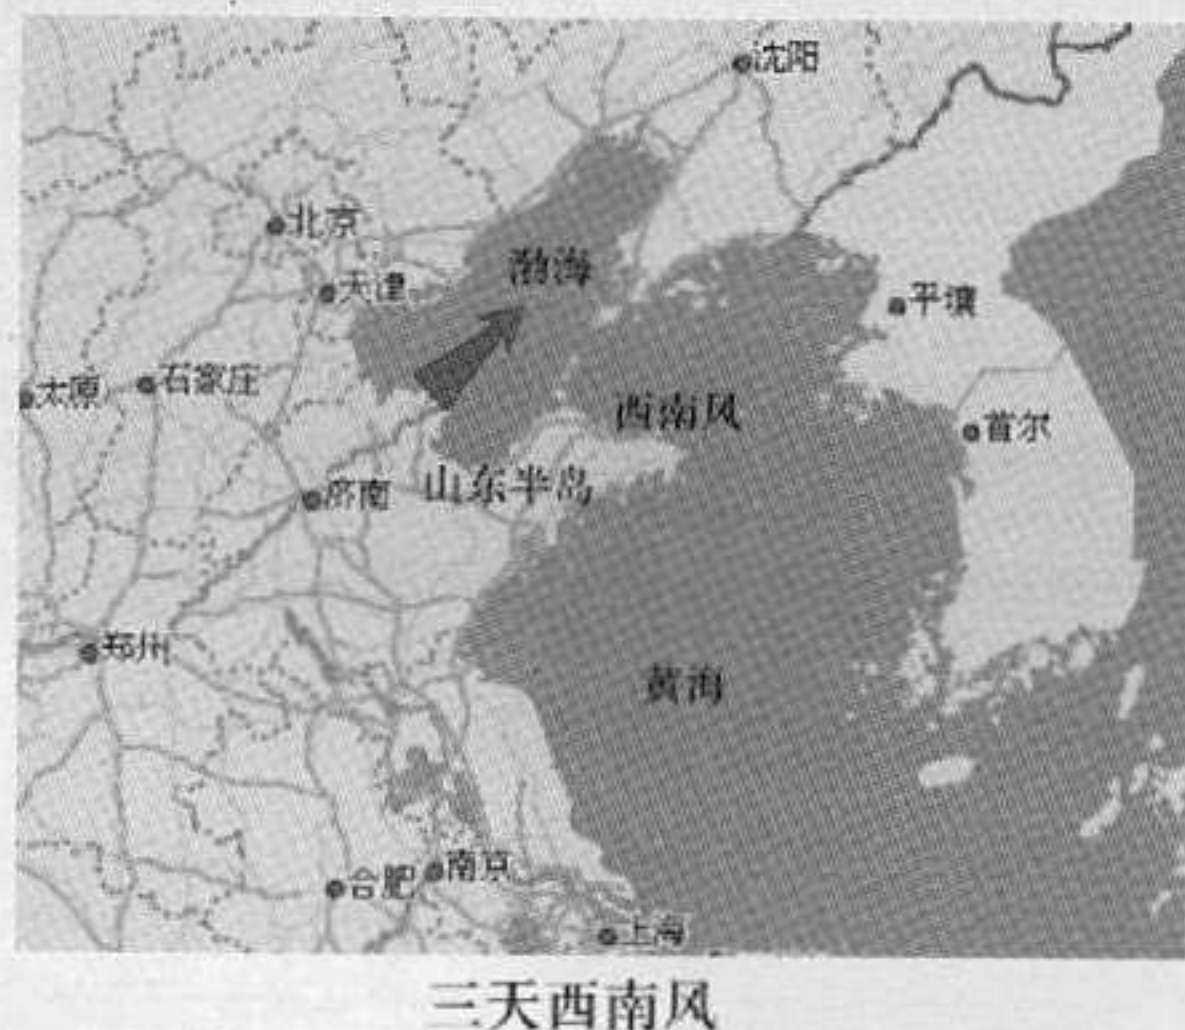 沈阳
北京
渤海
天津
平壤
太原
石家庄
西南风
首尔
济南
山东半岛
郑州
黄海
合肥
南京
上海
三天西南风